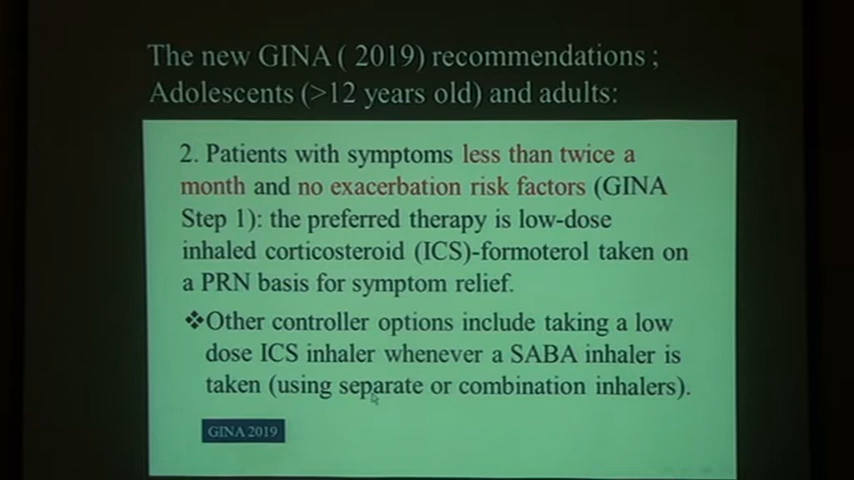 The new GINA ( 2019) recommendations ;
Adolescents (>12 years old) and adults:
2. Patients with symptoms less than twice a
month and no exacerbation risk factors (GINA
Step 1): the preferred therapy is low-dose
inhaled corticosteroid (ICS)-formoterol taken on
a PRN basis for symptom relief.
❖Other controller options include taking a low
dose ICS inhaler whenever a SABA inhaler is
taken (using separate or combination inhalers).
GINA 2019